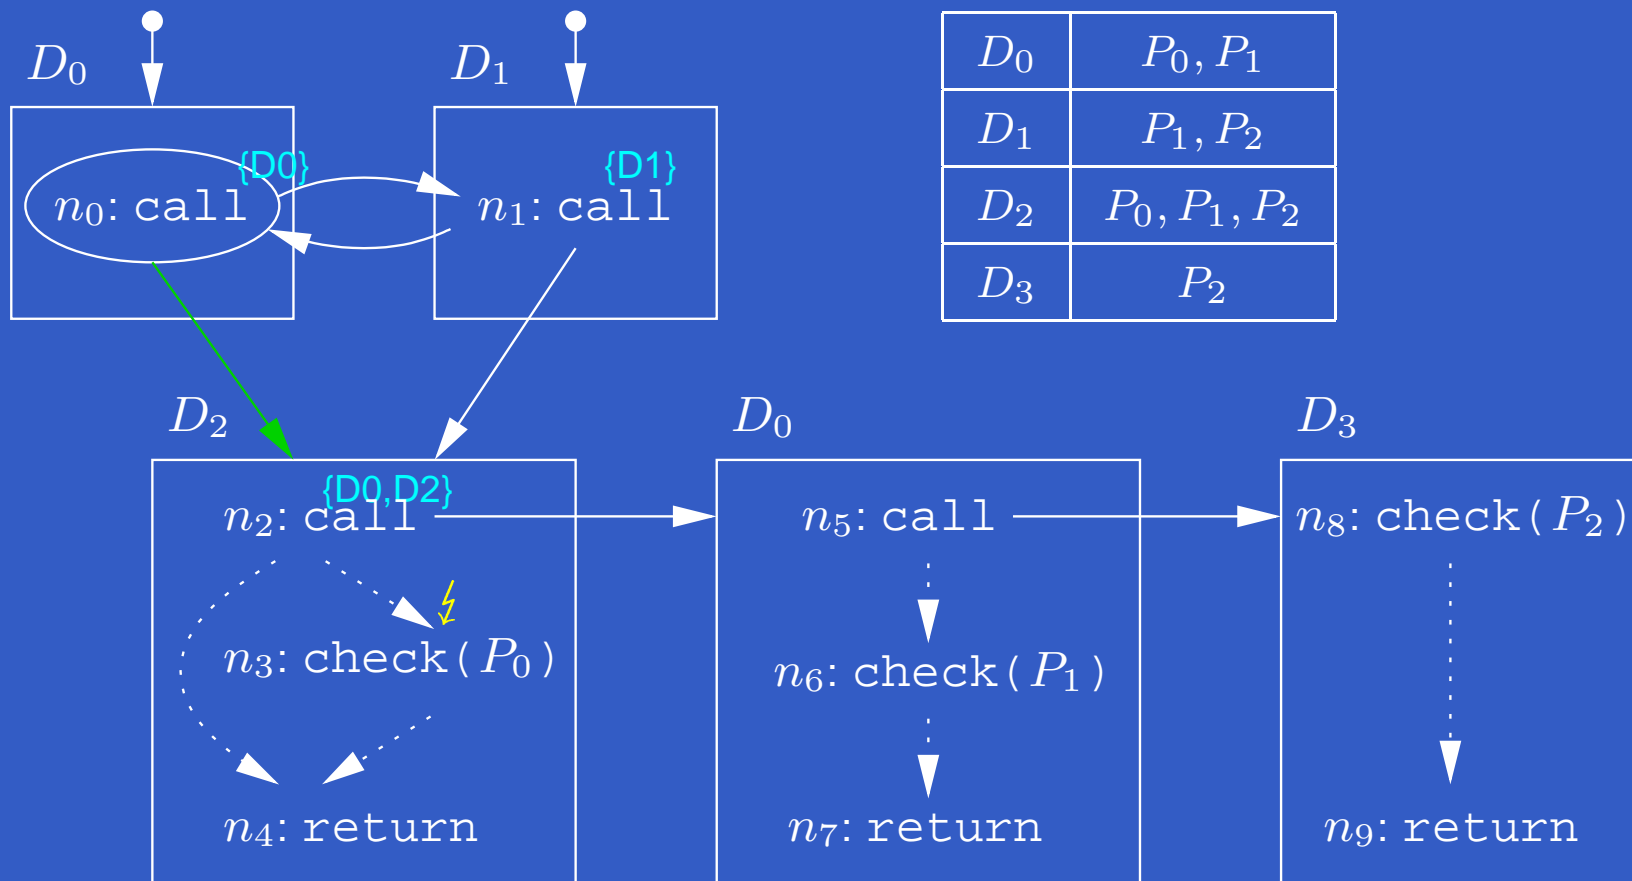 D₀
D₁
{D0}
n₀: call
{D1}
n₁: call
D₀ P₀, P₁
D₁ P₁, P₂
D₂ P₀, P₁, P₂
D₃ P₂
D₂
{D0,D2}
n₂: call
n₃: check(P₀)
n₄: return
D₀
n₅: call
n₆: check(P₁)
n₇: return
D₃
n₈: check(P₂)
n₉: return